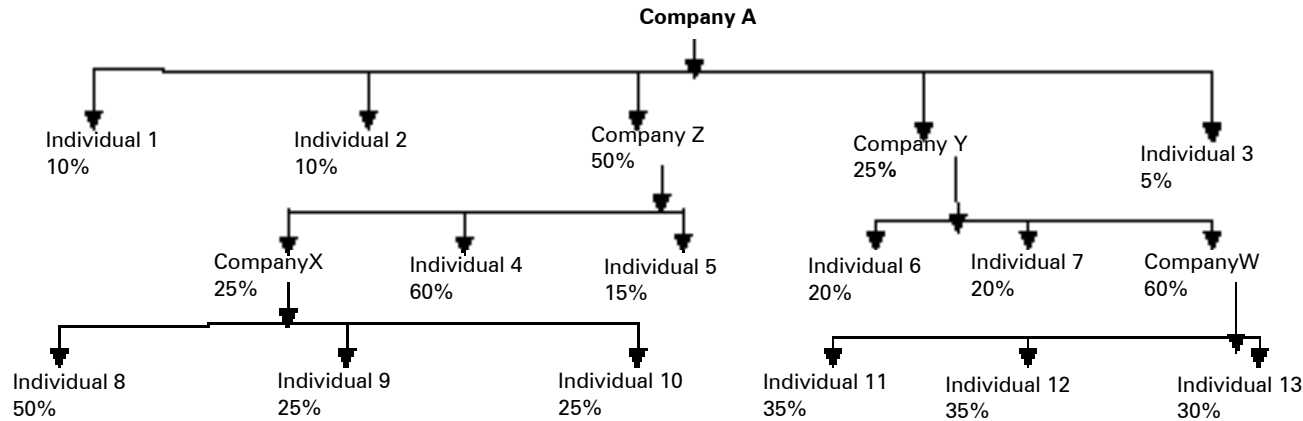 Company A
Individual 1
10%
Individual 2
10%
Company Z
50%
Company Y
25%
Individual 3
5%
CompanyX
25%
Individual 4
60%
Individual 5
15%
Individual 6
20%
Individual 7
20%
CompanyW
60%
Individual 8
50%
Individual 9
25%
Individual 10
25%
Individual 11
35%
Individual 12
35%
Individual 13
30%